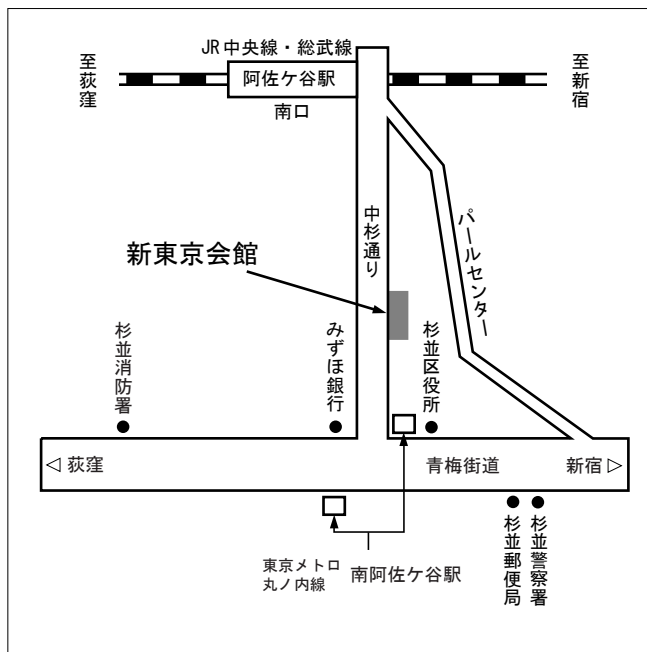 JR中央線・総武線
至荻窪
阿佐ケ谷駅
至新宿
南口
中杉通り
パールセンター
新東京会館
杉並消防署
みずほ銀行
杉並区役所
◁ 荻窪
青梅街道
新宿 ▷
東京メトロ
丸ノ内線
南阿佐ケ谷駅
杉並郵便局
杉並警察署